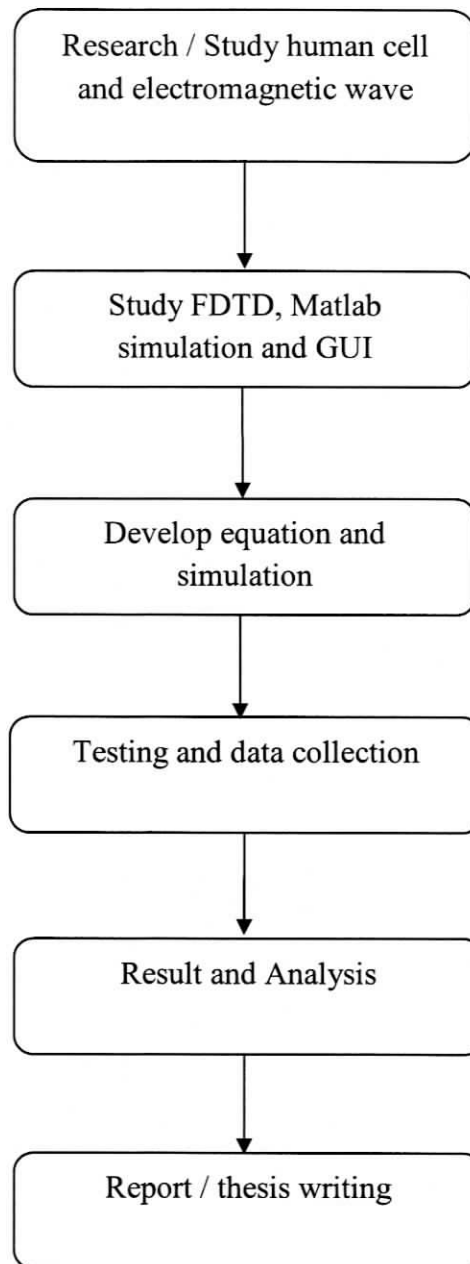 Research / Study human cell
and electromagnetic wave
Study FDTD, Matlab
simulation and GUI
Develop equation and
simulation
Testing and data collection
Result and Analysis
Report / thesis writing